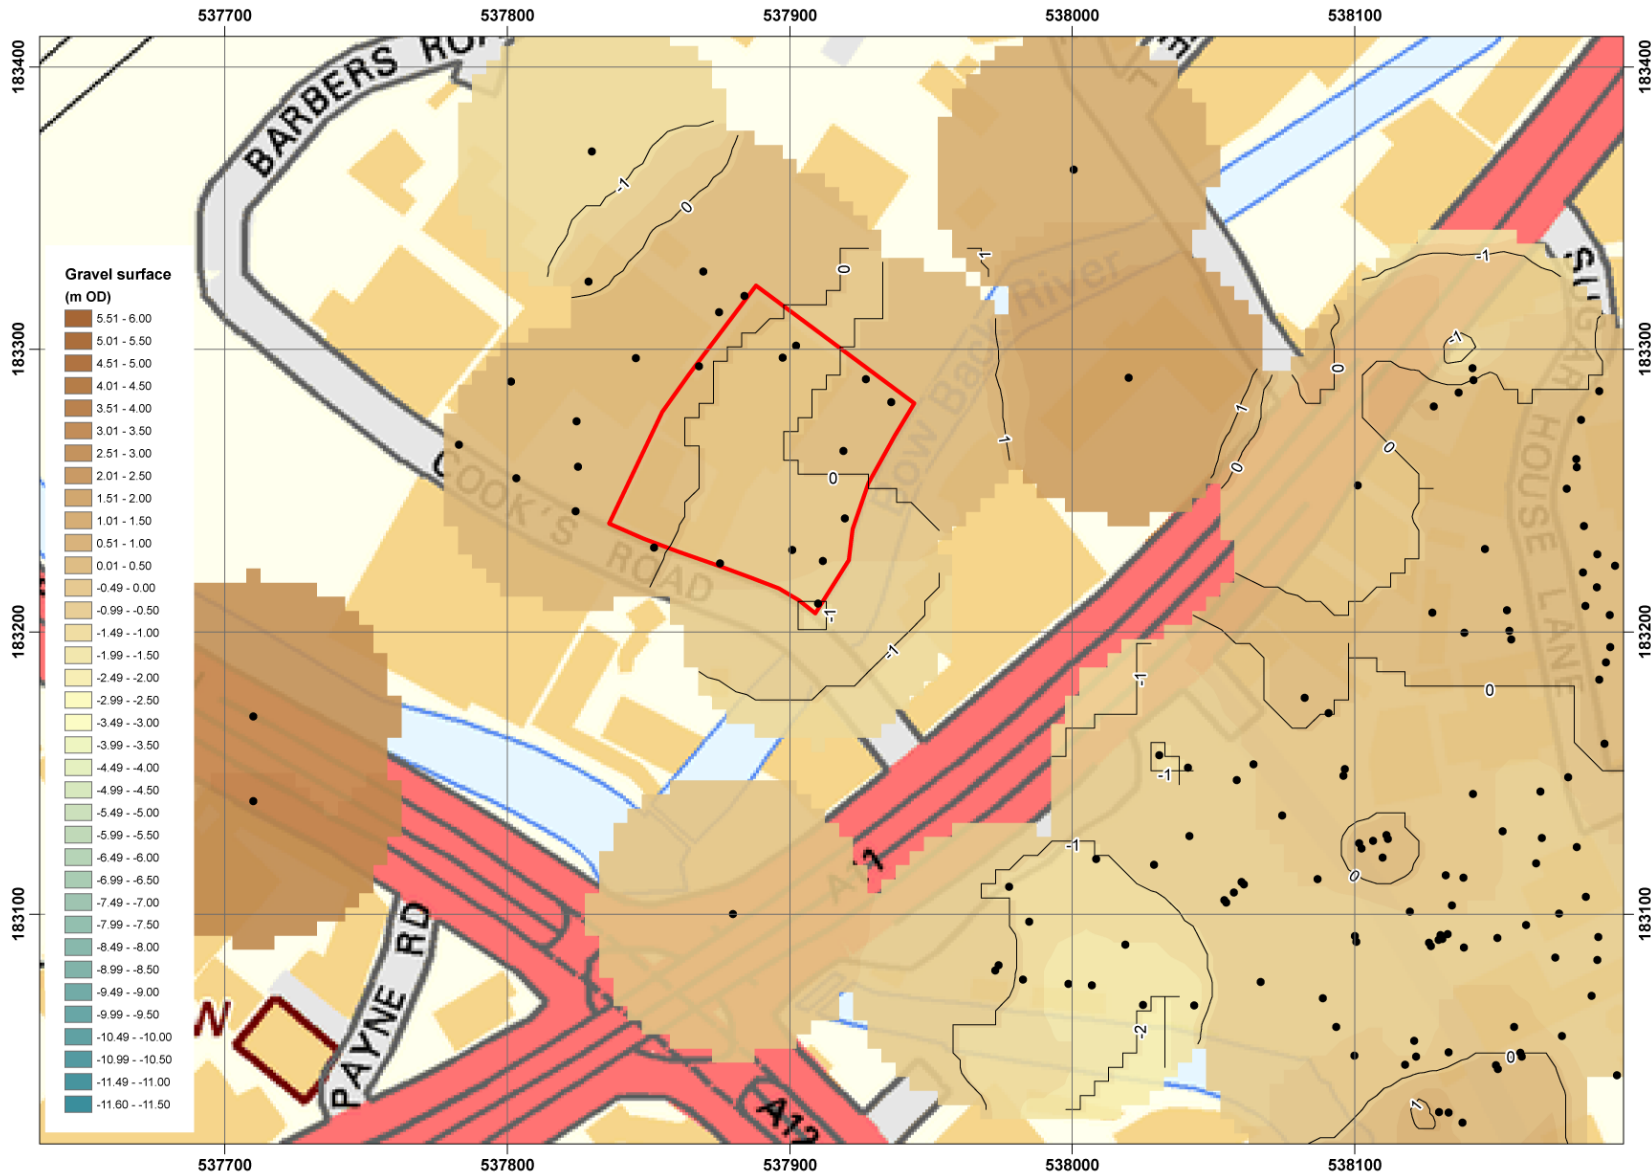 537700 537800 537900 538000 538100
183400 183400
BARBERS ROA
-1
0
0
1
-1
Gravel surface
(m OD)
5.51 - 6.00
5.01 - 5.50
4.51 - 5.00
4.01 - 4.50
3.51 - 4.00
3.01 - 3.50
2.51 - 3.00
2.01 - 2.50
1.51 - 2.00
1.01 - 1.50
0.51 - 1.00
0.01 - 0.50
-0.49 - 0.00
-0.99 - -0.50
-1.49 - -1.00
-1.99 - -1.50
-2.49 - -2.00
-2.99 - -2.50
-3.49 - -3.00
-3.99 - -3.50
-4.49 - -4.00
-4.99 - -4.50
-5.49 - -5.00
-5.99 - -5.50
-6.49 - -6.00
-6.99 - -6.50
-7.49 - -7.00
-7.99 - -7.50
-8.49 - -8.00
-8.99 - -8.50
-9.49 - -9.00
-9.99 - -9.50
-10.49 - -10.00
-10.99 - -10.50
-11.49 - -11.00
-11.60 - -11.50
183300 183300
Bow Back River
-1
0
1
1
0
0
0
COOK'S ROAD
UGAR HOUSE LANE
183200 183200
-1
-1
-1
0
-1
-1
0
A12
183100 183100
PAYNE RD
W
-2
0
1
A12
537700 537800 537900 538000 538100